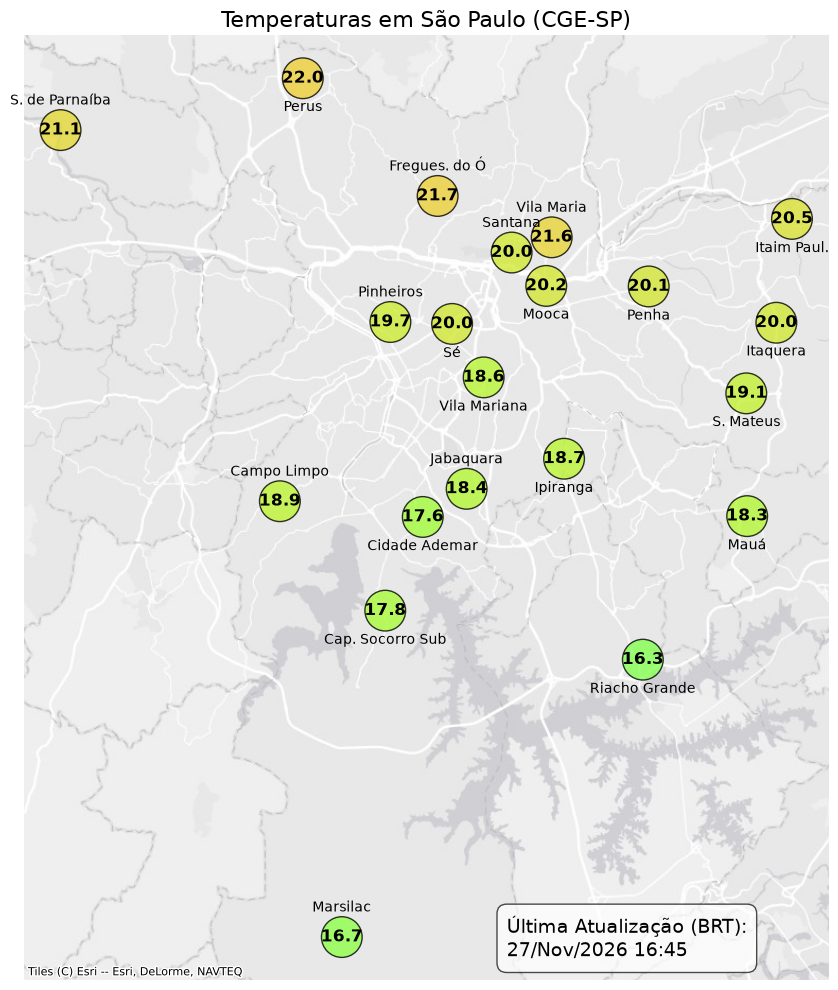 Temperaturas em São Paulo (CGE-SP)
22.0
Perus
S. de Parnaíba
21.1
Fregues. do Ó
21.7
Vila Maria
21.6
Santana
20.0
20.5
Itaim Paul.
20.2
Mooca
20.1
Penha
Pinheiros
19.7
20.0
Sé
20.0
Itaquera
18.6
Vila Mariana
19.1
S. Mateus
Jabaquara
18.4
18.7
Ipiranga
Campo Limpo
18.9
17.6
Cidade Ademar
18.3
Mauá
17.8
Cap. Socorro Sub
16.3
Riacho Grande
Marsilac
16.7
Última Atualização (BRT):
27/Nov/2026 16:45
Tiles (C) Esri -- Esri, DeLorme, NAVTEQ